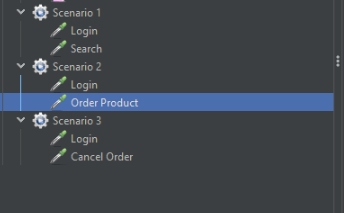 Scenario 1
Login
Search
Scenario 2
Login
Order Product
Scenario 3
Login
Cancel Order